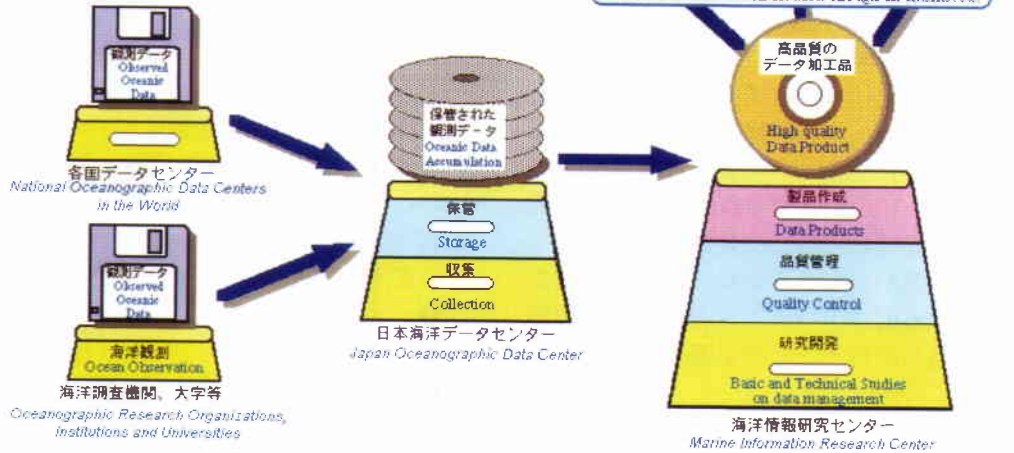 観測データ
Observed
Oceanic
Data
各国データセンター
National Oceanographic Data Centers
in the World
観測データ
Observed
Oceanic
Data
海洋観測
Ocean Observation
海洋調査機関、大学等
Oceanographic Research Organizations,
Institutions and Universities
保管された
観測データ
Oceanic Data
Accumulation
保管
Storage
収集
Collection
日本海洋データセンター
Japan Oceanographic Data Center
高品質の
データ加工品
High quality
Data Product
製品作成
Data Products
品質管理
Quality Control
研究開発
Basic and Technical Studies
on data management
海洋情報研究センター
Marine Information Research Center